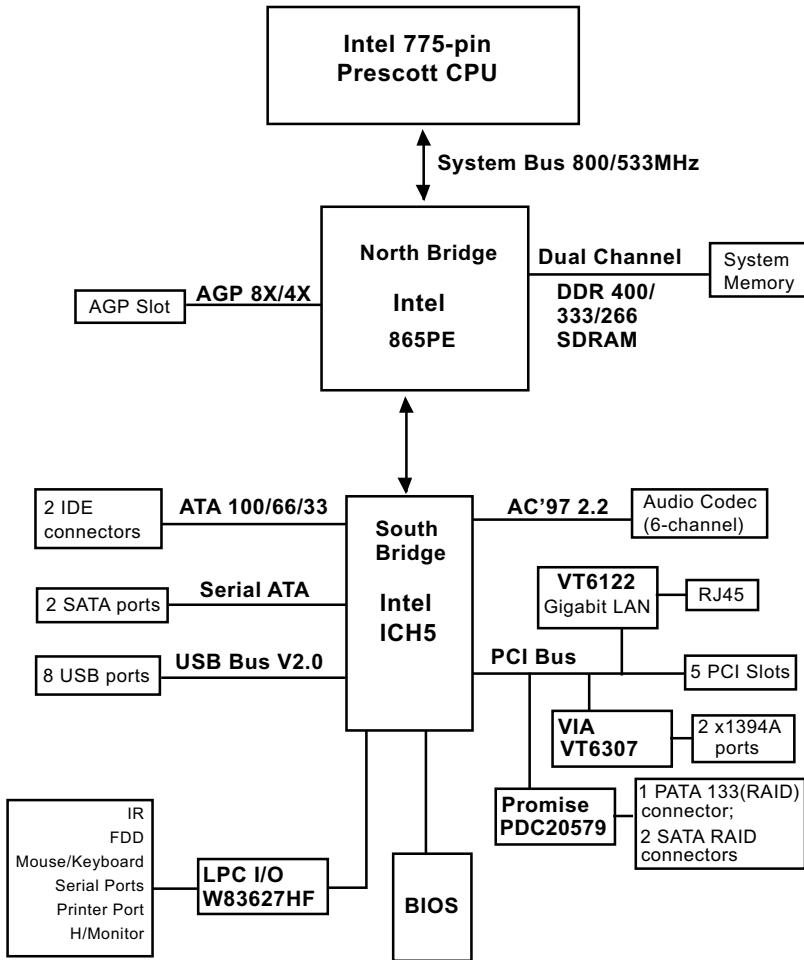 Intel 775-pin
Prescott CPU
System Bus 800/533MHz
North Bridge
Intel
865PE
AGP Slot
AGP 8X/4X
Dual Channel
DDR 400/
333/266
SDRAM
System
Memory
2 IDE
connectors
ATA 100/66/33
South
Bridge
Intel
ICH5
AC’97 2.2
Audio Codec
(6-channel)
2 SATA ports
Serial ATA
VT6122
Gigabit LAN
RJ45
8 USB ports
USB Bus V2.0
PCI Bus
5 PCI Slots
VIA
VT6307
2 x1394A
ports
Promise
PDC20579
1 PATA 133(RAID)
connector;
2 SATA RAID
connectors
IR
FDD
Mouse/Keyboard
Serial Ports
Printer Port
H/Monitor
LPC I/O
W83627HF
BIOS